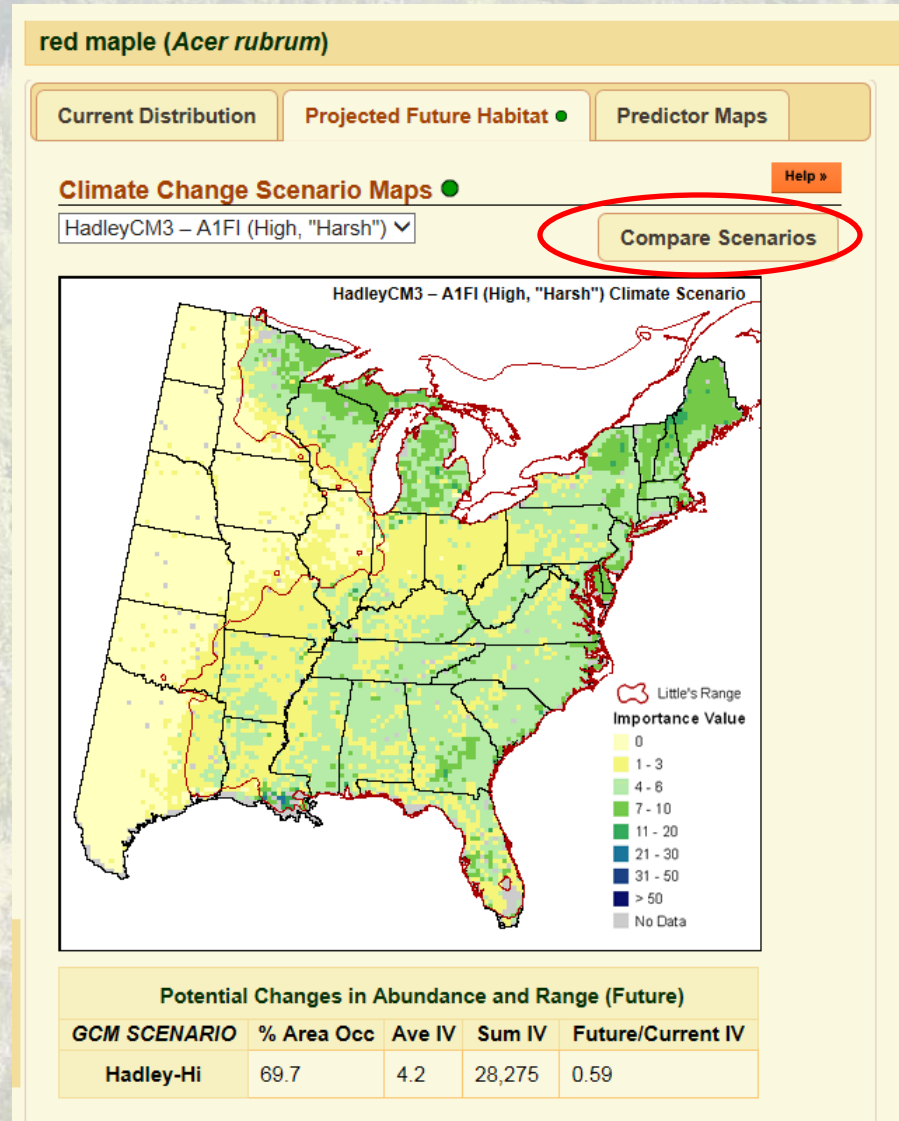 red maple (Acer rubrum)
Current Distribution
Projected Future Habitat
Predictor Maps
Help »
Climate Change Scenario Maps
HadleyCM3 – A1FI (High, "Harsh")
Compare Scenarios
HadleyCM3 – A1FI (High, "Harsh") Climate Scenario
Little's Range
Importance Value
0
1 - 3
4 - 6
7 - 10
11 - 20
21 - 30
31 - 50
> 50
No Data
Potential Changes in Abundance and Range (Future)
GCM SCENARIO % Area Occ Ave IV Sum IV Future/Current IV
Hadley-Hi 69.7 4.2 28,275 0.59